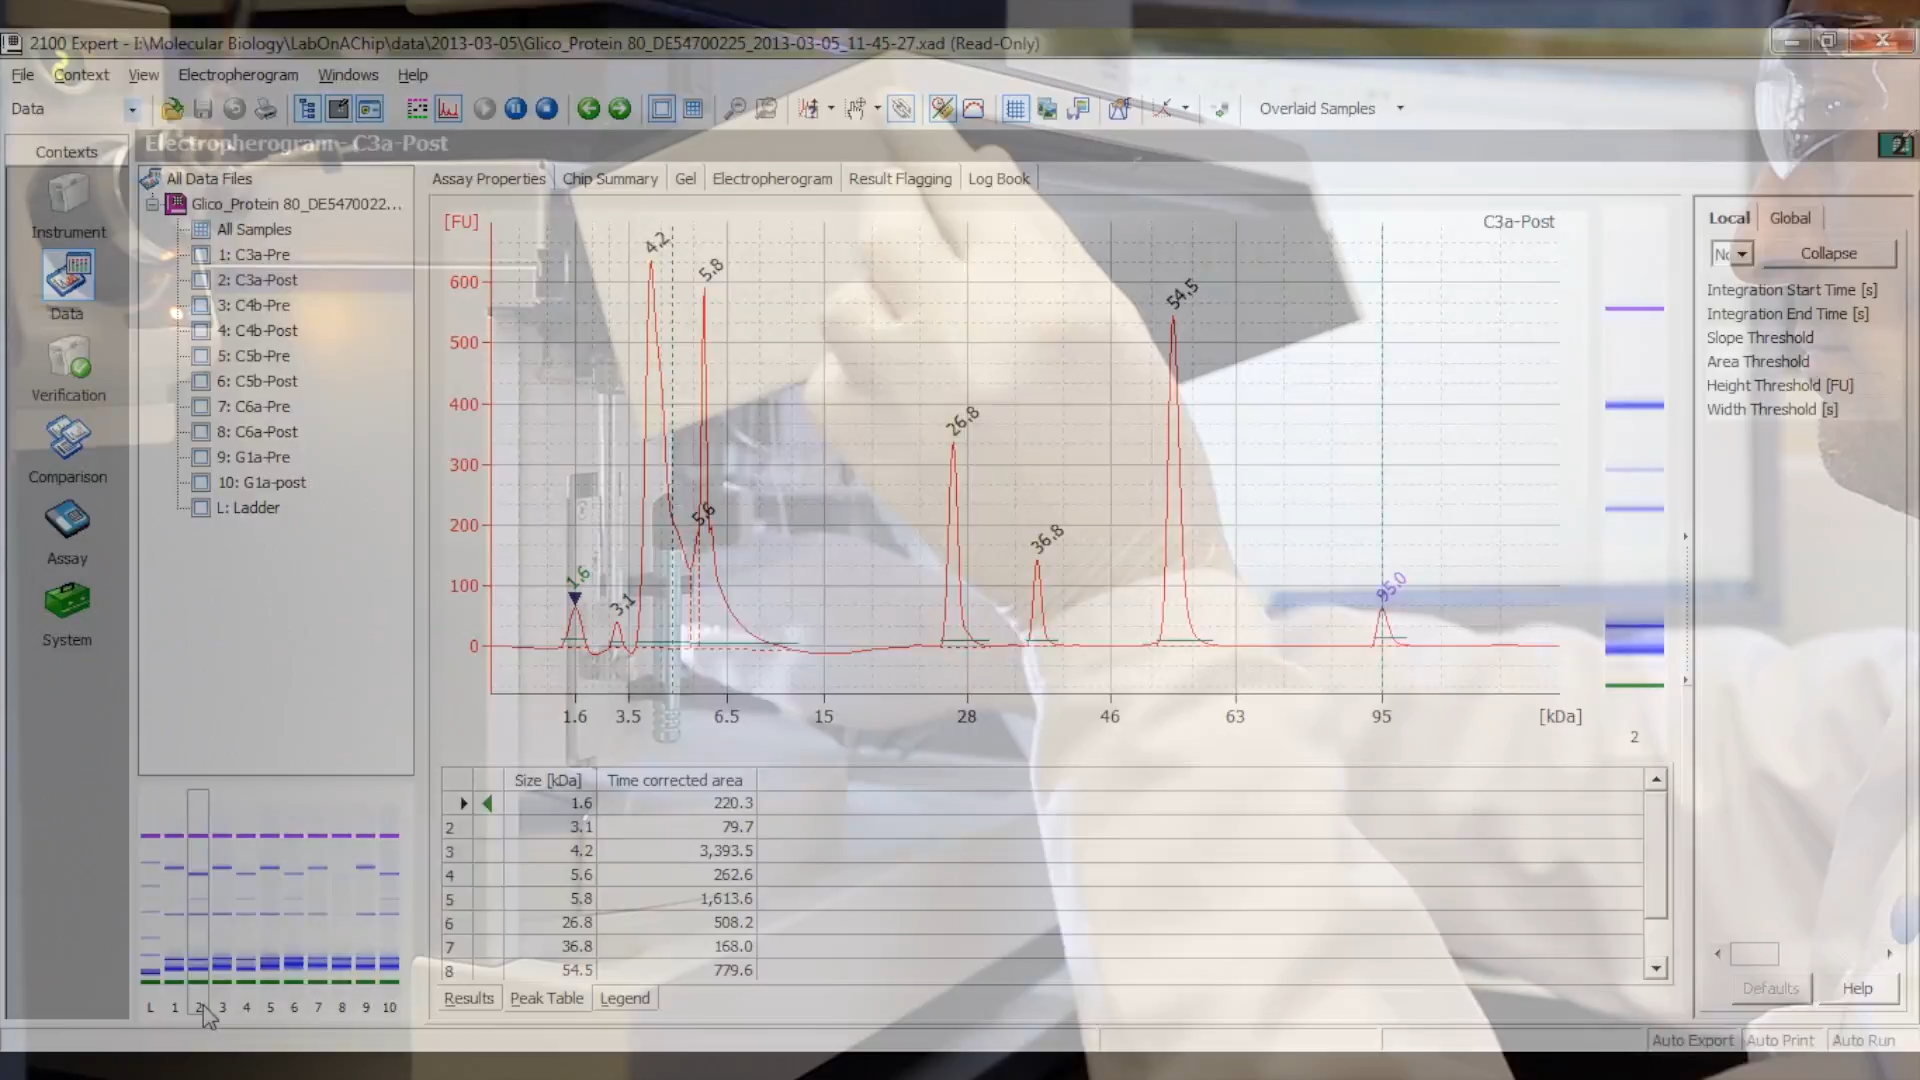 2100 Expert - I:\Molecular Biology\LabOnAChip\data\2013-03-05\Glico_Protein 80_DE54700225_2013-03-05_11-45-27.xad (Read-Only)
File Context View Electropherogram Windows Help
Data
Overlaid Samples
Contexts
Instrument
Data
Verification
Comparison
Assay
System
Electropherogram - C3a-Post
All Data Files
Glico_Protein 80_DE5470022...
All Samples
1: C3a-Pre
2: C3a-Post
3: C4b-Pre
4: C4b-Post
5: C5b-Pre
6: C5b-Post
7: C6a-Pre
8: C6a-Post
9: G1a-Pre
10: G1a-post
L: Ladder
L 1 2 3 4 5 6 7 8 9 10
Assay Properties Chip Summary Gel Electropherogram Result Flagging Log Book
[FU]
C3a-Post
600
500
400
300
200
100
0
1.6
3.1
4.2
5.6
5.8
26.8
36.8
54.5
95.0
1.6 3.5 6.5 15 28 46 63 95 [kDa]
2
Size [kDa] Time corrected area
1.6 220.3
2 3.1 79.7
3 4.2 3,393.5
4 5.6 262.6
5 5.8 1,613.6
6 26.8 508.2
7 36.8 168.0
8 54.5 779.6
Results Peak Table Legend
Local Global
Collapse
Integration Start Time [s]
Integration End Time [s]
Slope Threshold
Area Threshold
Height Threshold [FU]
Width Threshold [s]
Defaults Help
Auto Export Auto Print Auto Run